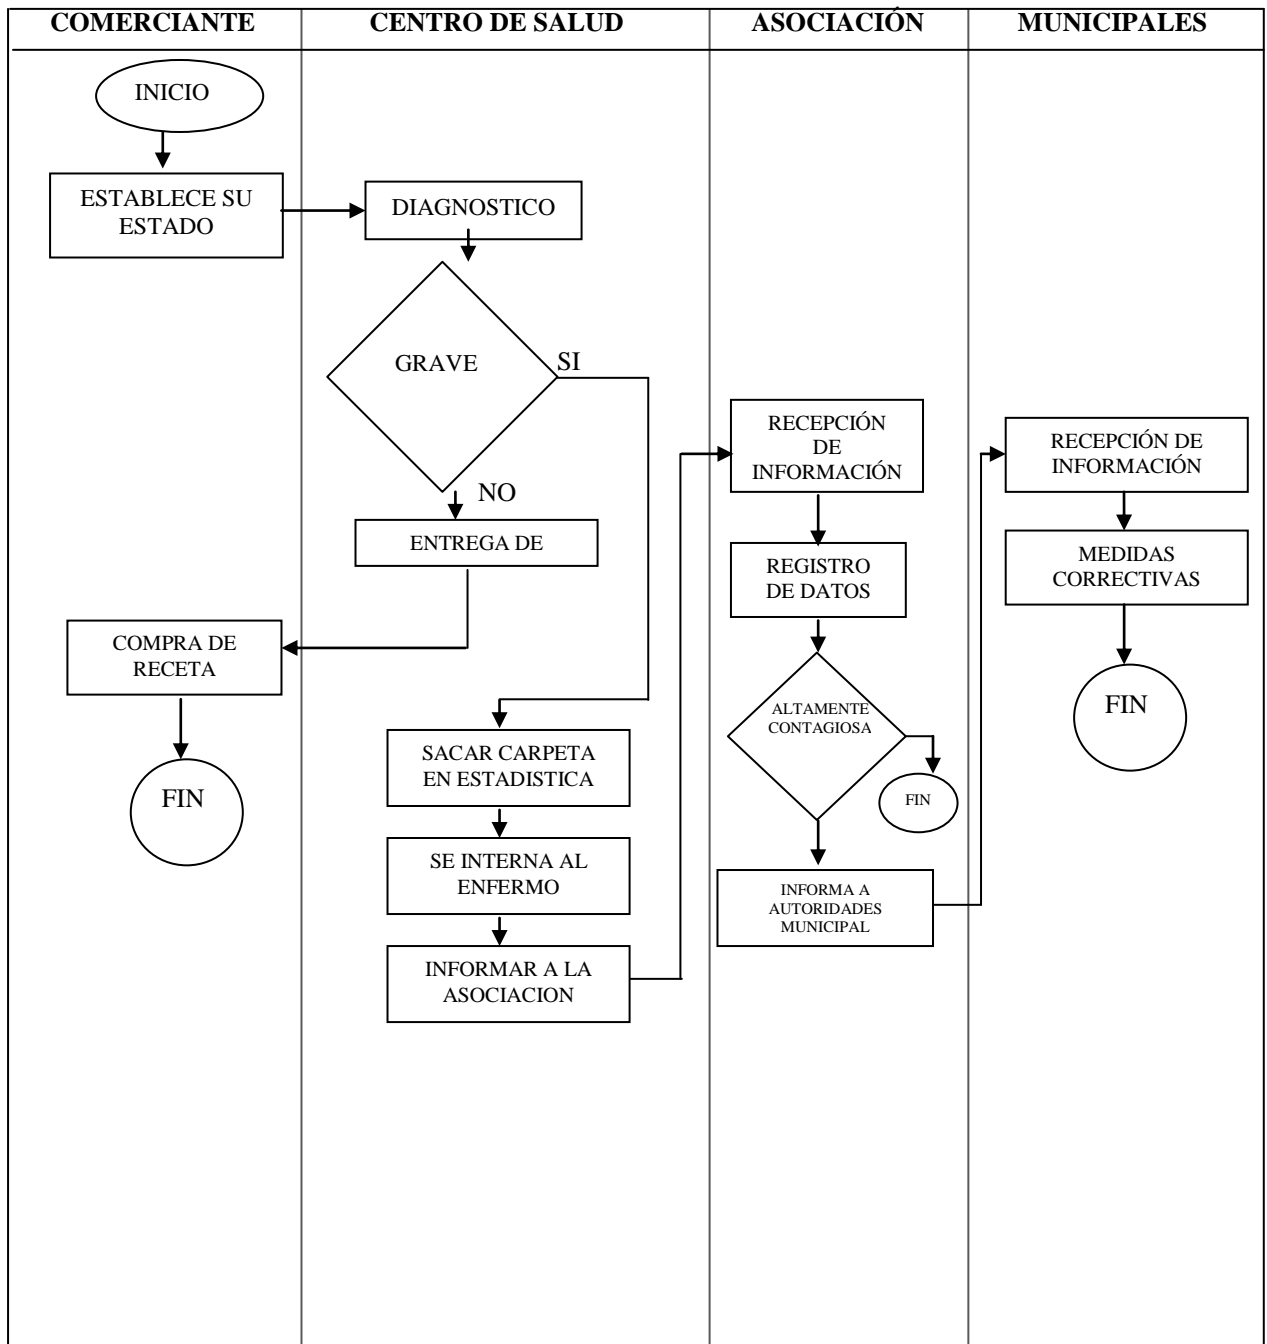 COMERCIANTE
CENTRO DE SALUD
ASOCIACIÓN
MUNICIPALES
INICIO
ESTABLECE SU
ESTADO
DIAGNOSTICO
GRAVE
SI
NO
ENTREGA DE
COMPRA DE
RECETA
FIN
SACAR CARPETA
EN ESTADISTICA
SE INTERNA AL
ENFERMO
INFORMAR A LA
ASOCIACION
RECEPCIÓN
DE
INFORMACIÓN
REGISTRO
DE DATOS
ALTAMENTE
CONTAGIOSA
FIN
INFORMA A
AUTORIDADES
MUNICIPAL
RECEPCIÓN DE
INFORMACIÓN
MEDIDAS
CORRECTIVAS
FIN